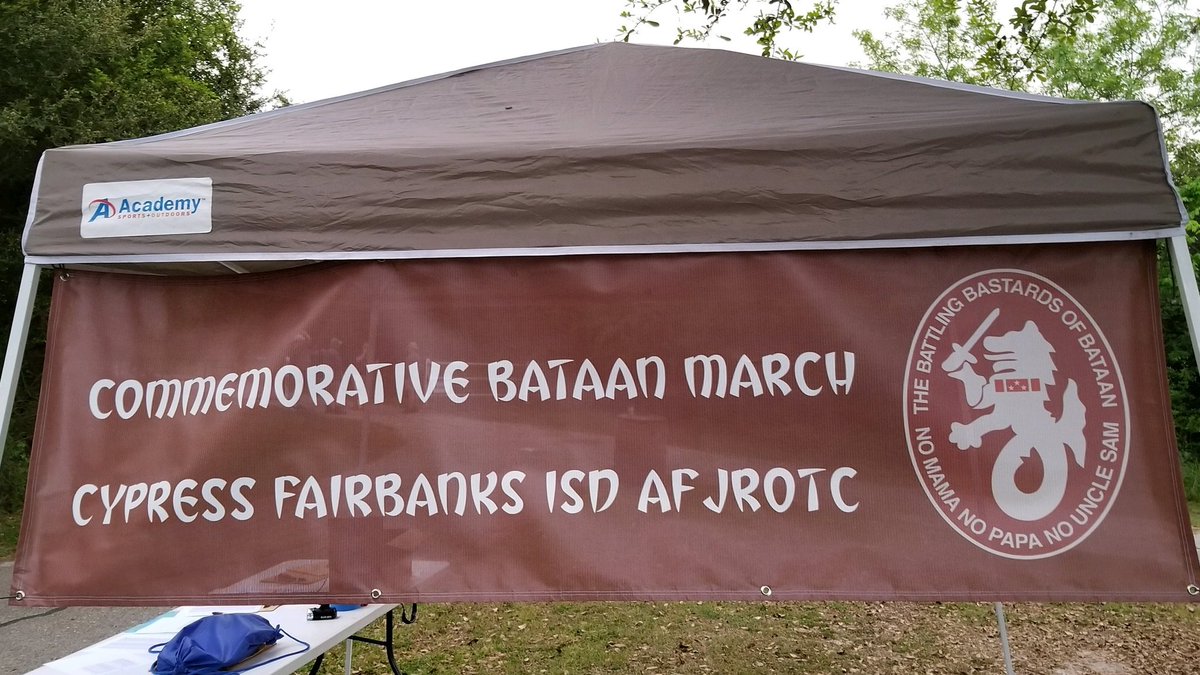 Academy™
SPORTS+OUTDOORS
COMMEMORATIVE BATAAN MARCH
CYPRESS FAIRBANKS ISD AFJROTC
THE BATTLING BASTARDS OF BATAAN
NO MAMA NO PAPA NO UNCLE SAM